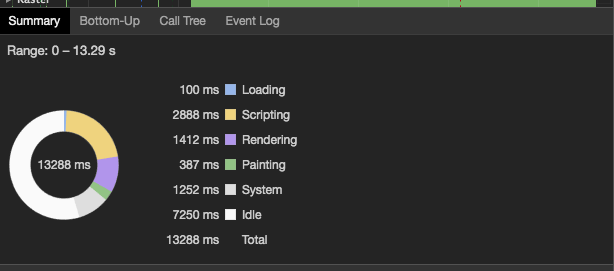 Raster
Summary Bottom-Up Call Tree Event Log
Range: 0 – 13.29 s
100 ms Loading
2888 ms Scripting
1412 ms Rendering
13288 ms
387 ms Painting
1252 ms System
7250 ms Idle
13288 ms Total